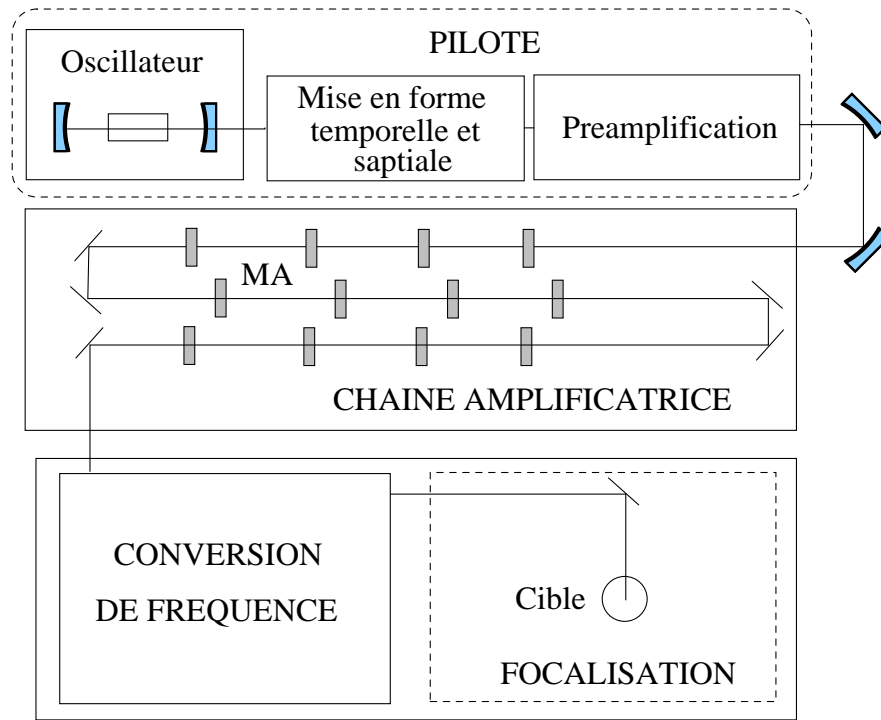 PILOTE
Oscillateur
Mise en forme
temporelle et
saptiale
Preamplification
MA
CHAINE AMPLIFICATRICE
CONVERSION
DE FREQUENCE
Cible
FOCALISATION